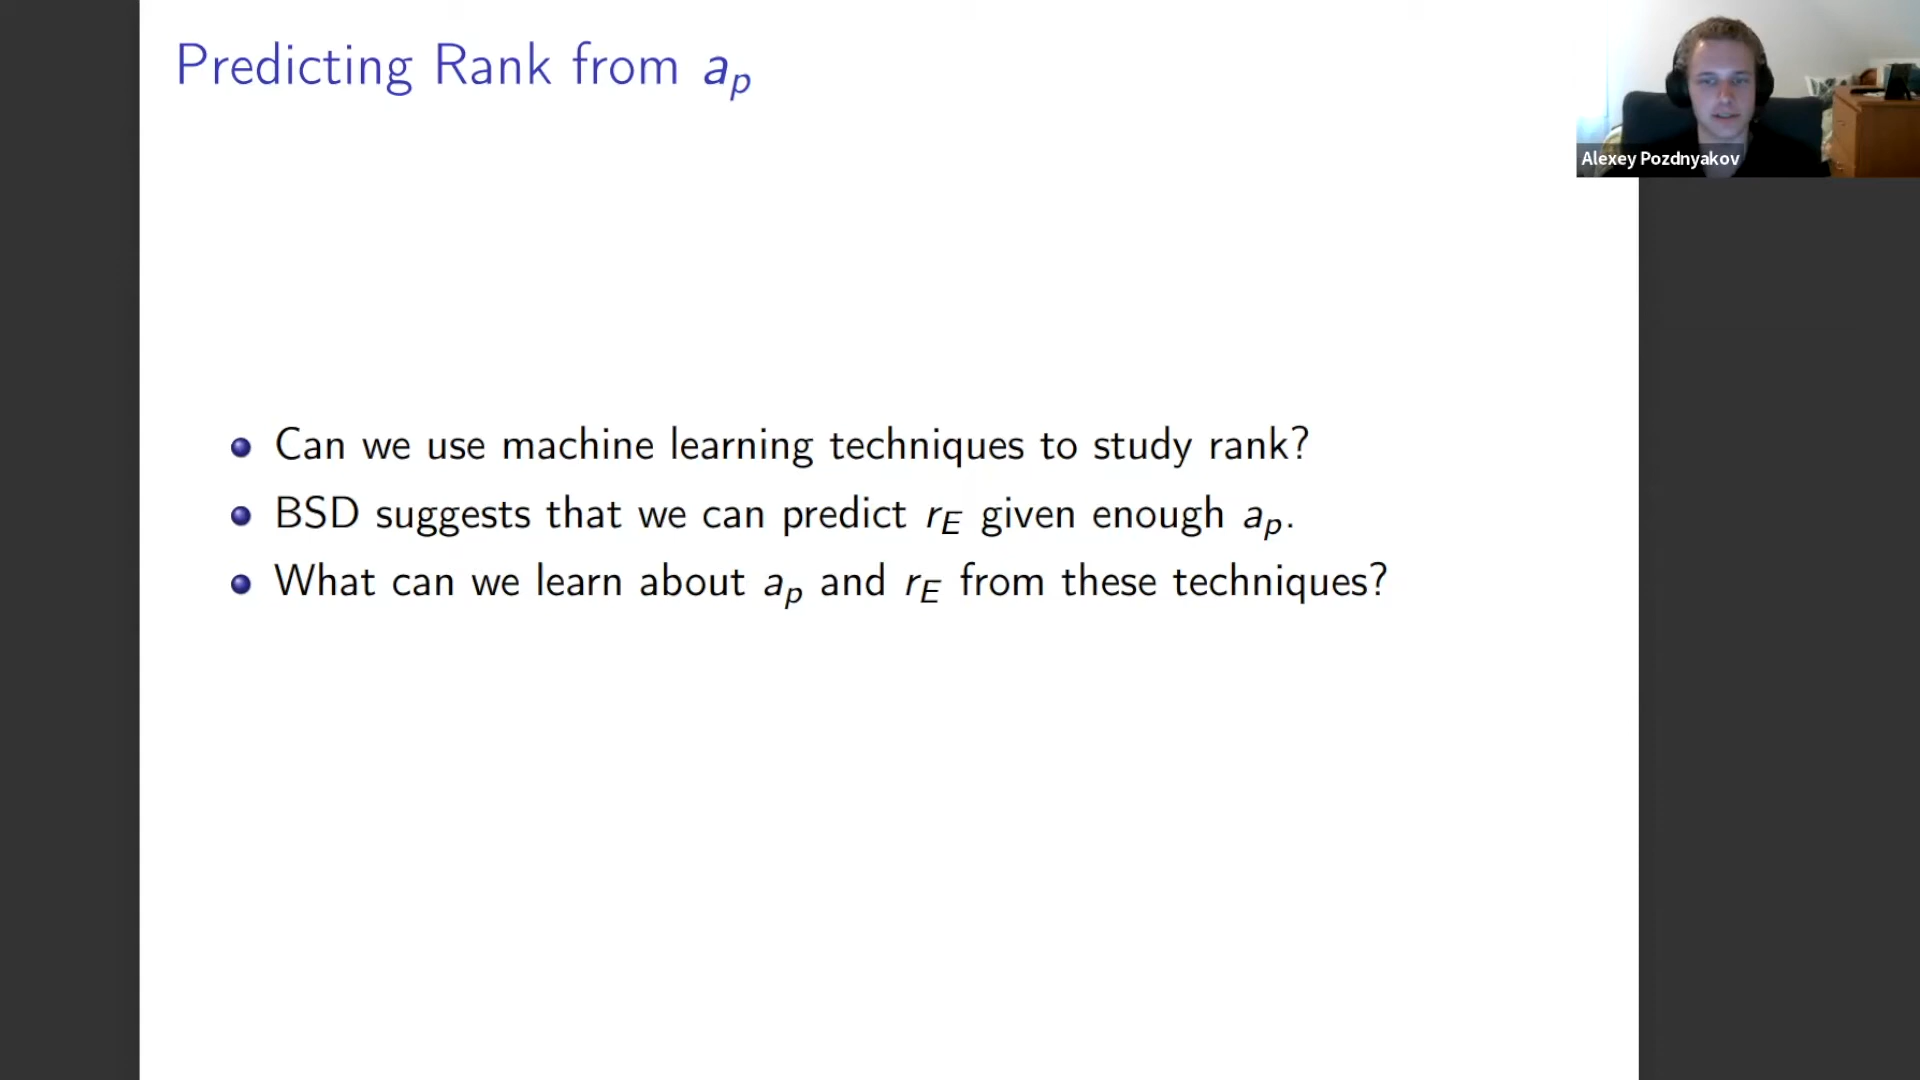 Predicting Rank from a_p
Alexey Pozdnyakov
Can we use machine learning techniques to study rank?
BSD suggests that we can predict r_E given enough a_p.
What can we learn about a_p and r_E from these techniques?